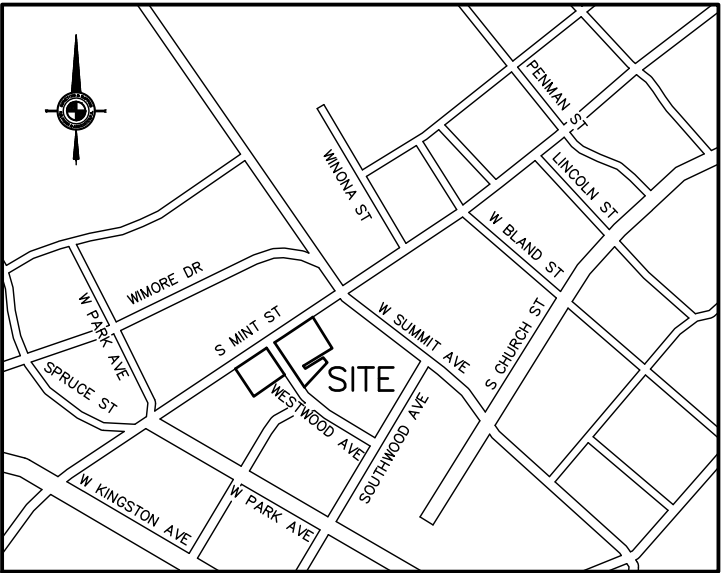 PENMAN ST
LINCOLN ST
WINONA ST
W BLAND ST
WIMORE DR
W PARK AVE
S MINT ST
W SUMMIT AVE
S CHURCH ST
SPRUCE ST
SITE
WESTWOOD AVE
SOUTHWOOD AVE
W KINGSTON AVE
W PARK AVE